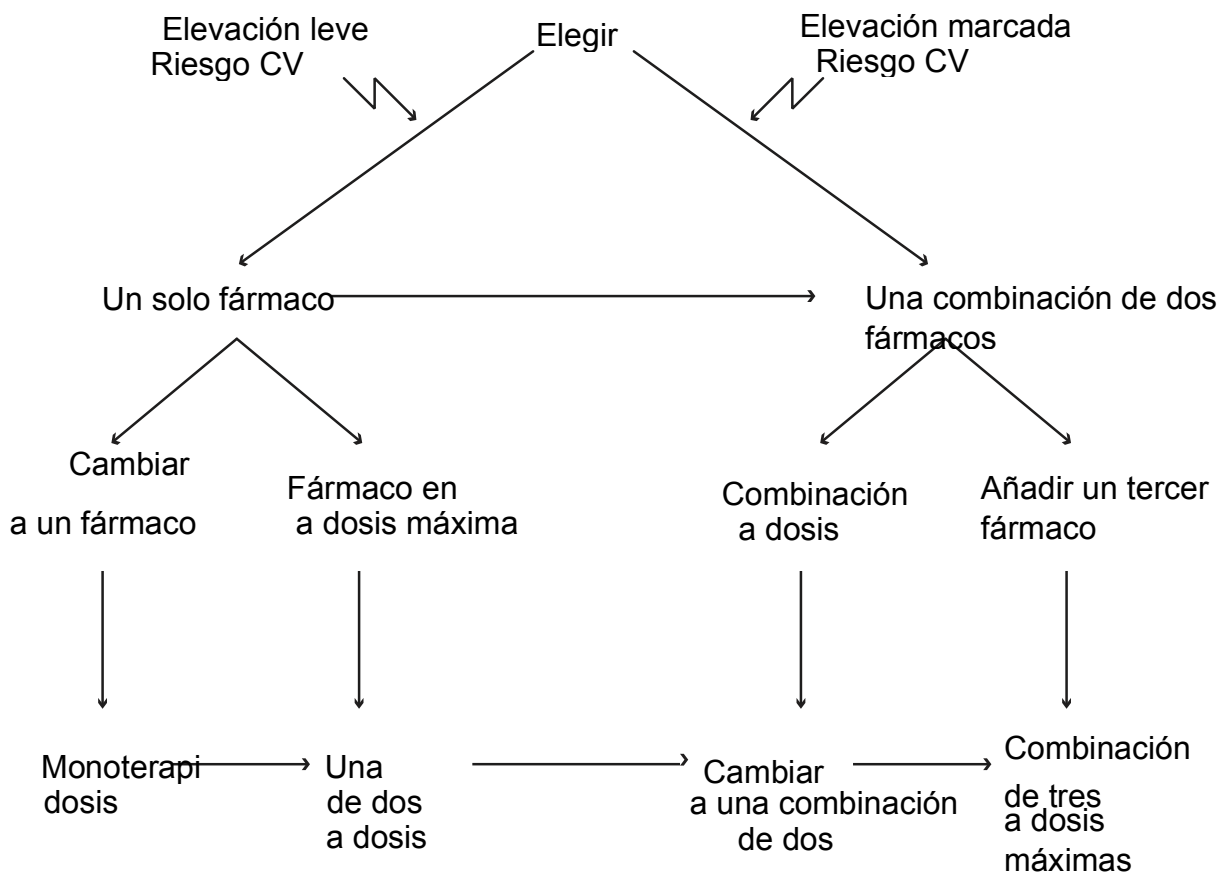 Elevación leve
Riesgo CV
Elegir
Elevación marcada
Riesgo CV
Un solo fármaco
Una combinación de dos
fármacos
Cambiar
a un fármaco
Fármaco en
a dosis máxima
Combinación
a dosis
Añadir un tercer
fármaco
Monoterapi
dosis
Una
de dos
a dosis
Cambiar
a una combinación
de dos
Combinación
de tres
a dosis
máximas